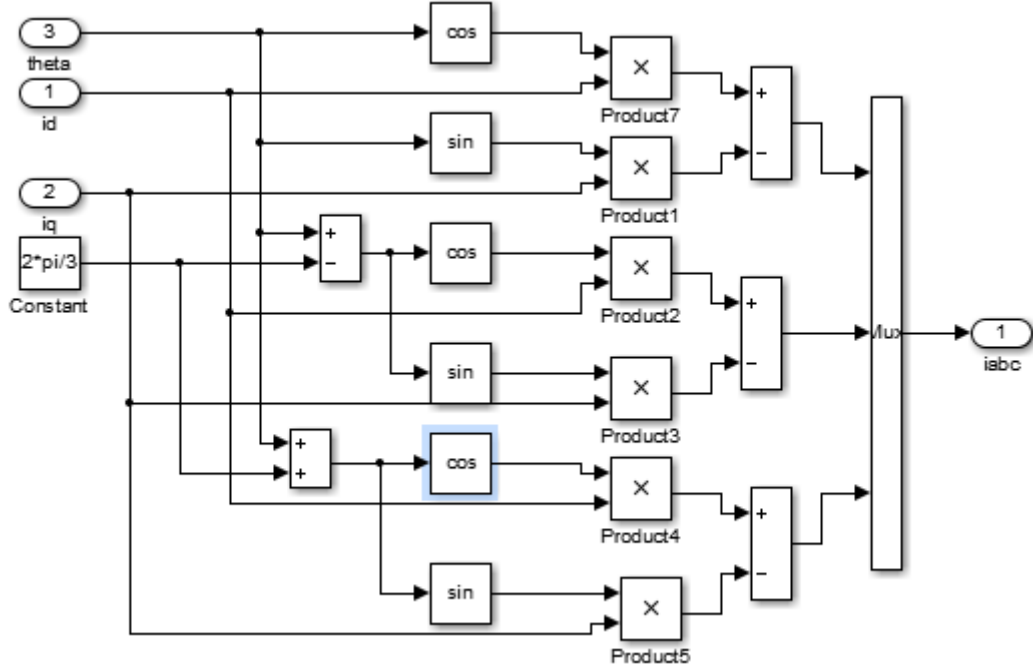 3
theta
cos
1
id
×
Product7
+
−
sin
2
iq
×
Product1
+
−
cos
×
Product2
2*pi/3
Constant
+
−
sin
×
Product3
1
iabc
+
+
cos
×
Product4
+
−
sin
×
Product5